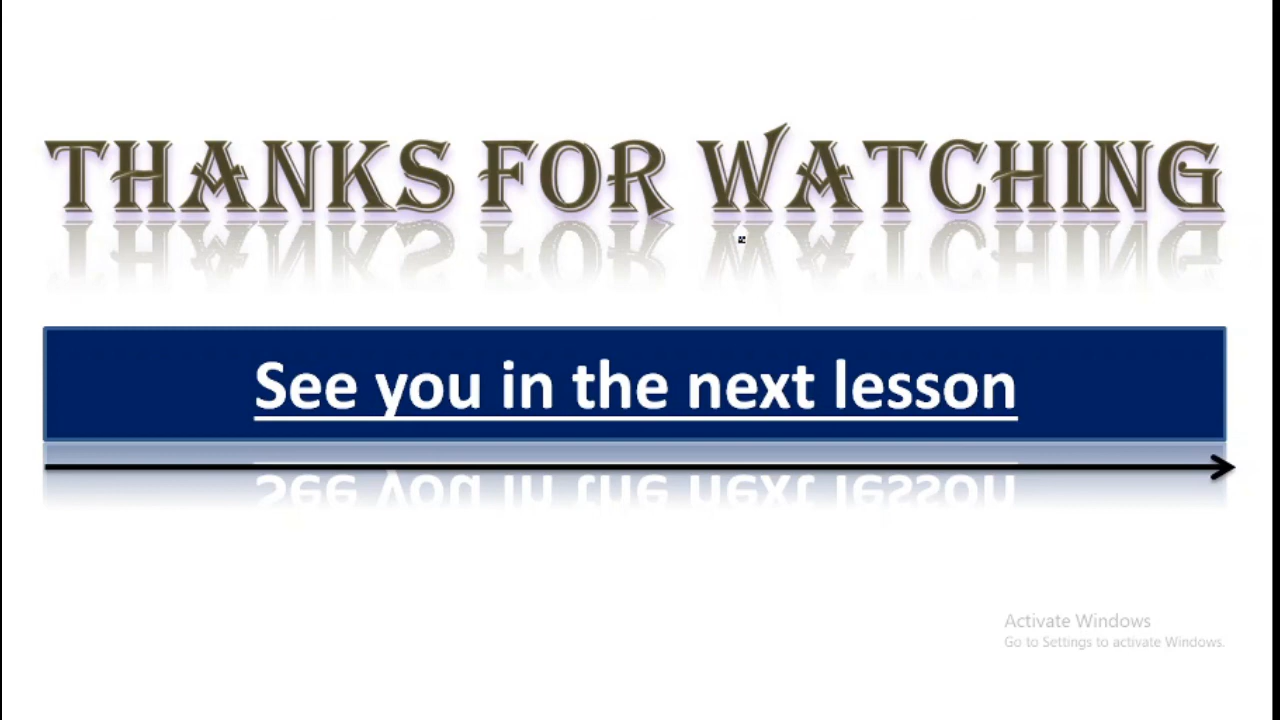 THANKS FOR WATCHING
See you in the next lesson
Activate Windows
Go to Settings to activate Windows.